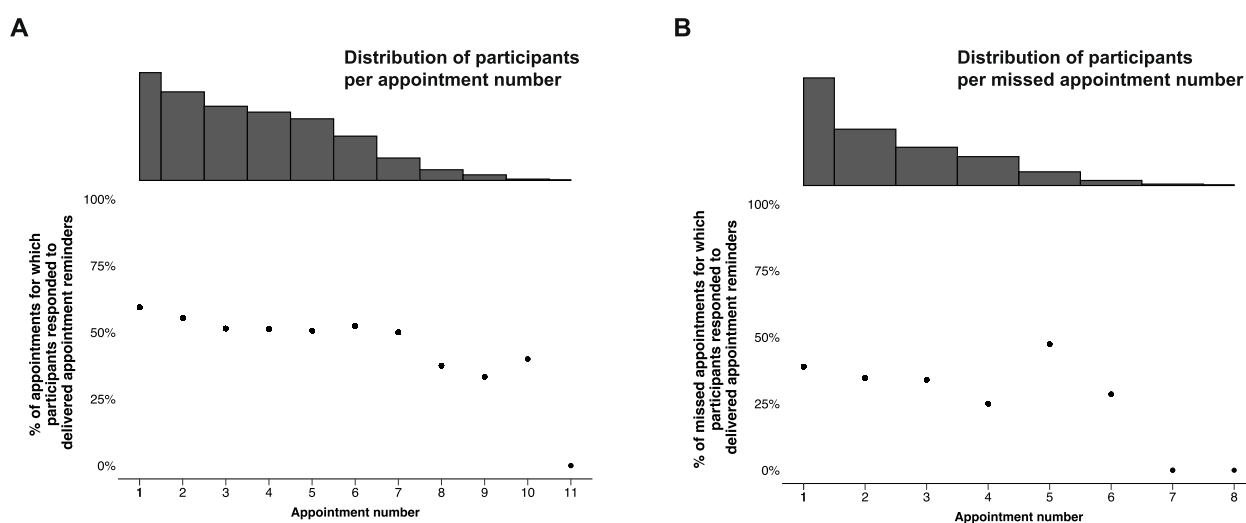 A
Distribution of participants
per appointment number
% of appointments for which
participants responded to
delivered appointment reminders
100%
75%
50%
25%
0%
1 2 3 4 5 6 7 8 9 10 11
Appointment number
B
Distribution of participants
per missed appointment number
% of missed appointments for which
participants responded to
delivered appointment reminders
100%
75%
50%
25%
0%
1 2 3 4 5 6 7 8
Appointment number